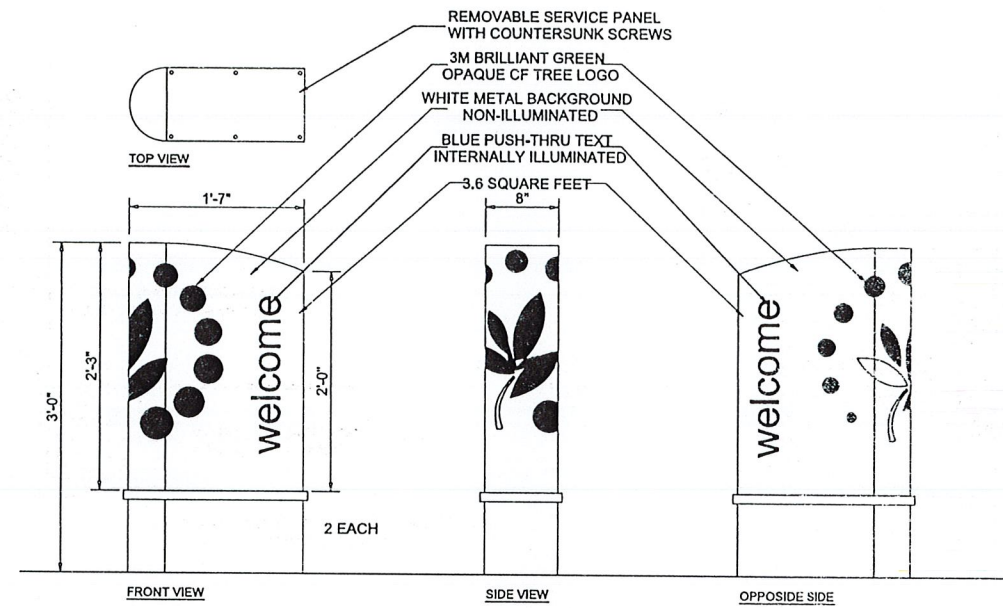 REMOVABLE SERVICE PANEL
WITH COUNTERSUNK SCREWS
3M BRILLIANT GREEN
OPAQUE CF TREE LOGO
WHITE METAL BACKGROUND
NON-ILLUMINATED
BLUE PUSH-THRU TEXT
INTERNALLY ILLUMINATED
3.6 SQUARE FEET
TOP VIEW
1'-7"
8"
3'-0"
2'-3"
welcome
2'-0"
welcome
2 EACH
FRONT VIEW
SIDE VIEW
OPPOSIDE SIDE